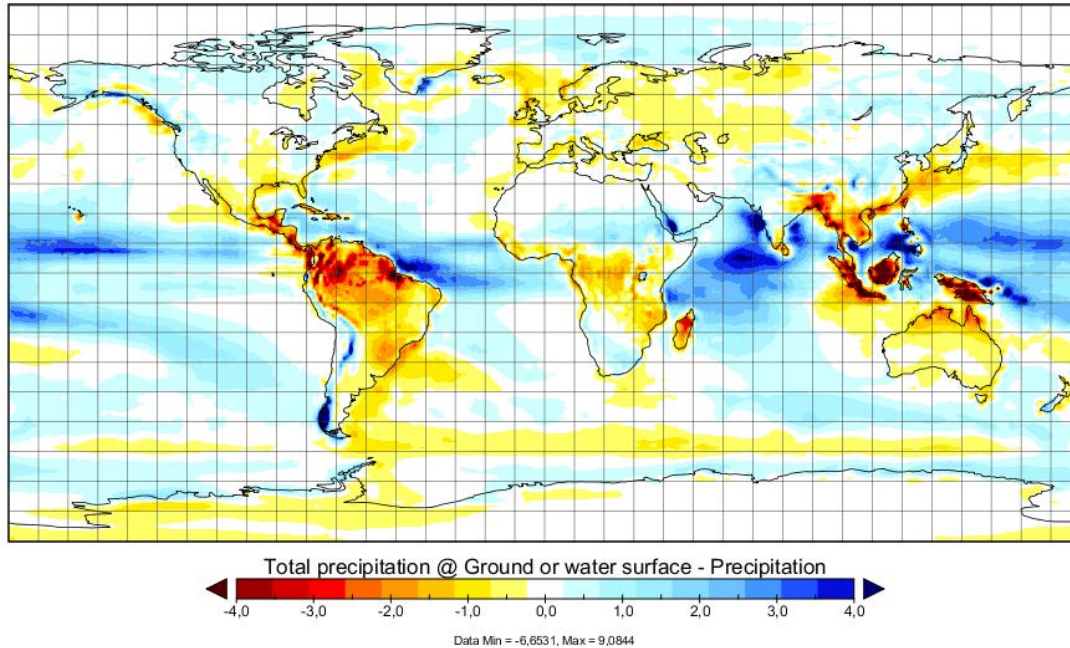 Total precipitation @ Ground or water surface - Precipitation
-4,0 -3,0 -2,0 -1,0 0,0 1,0 2,0 3,0 4,0
Data Min = -6,6531, Max = 9,0844